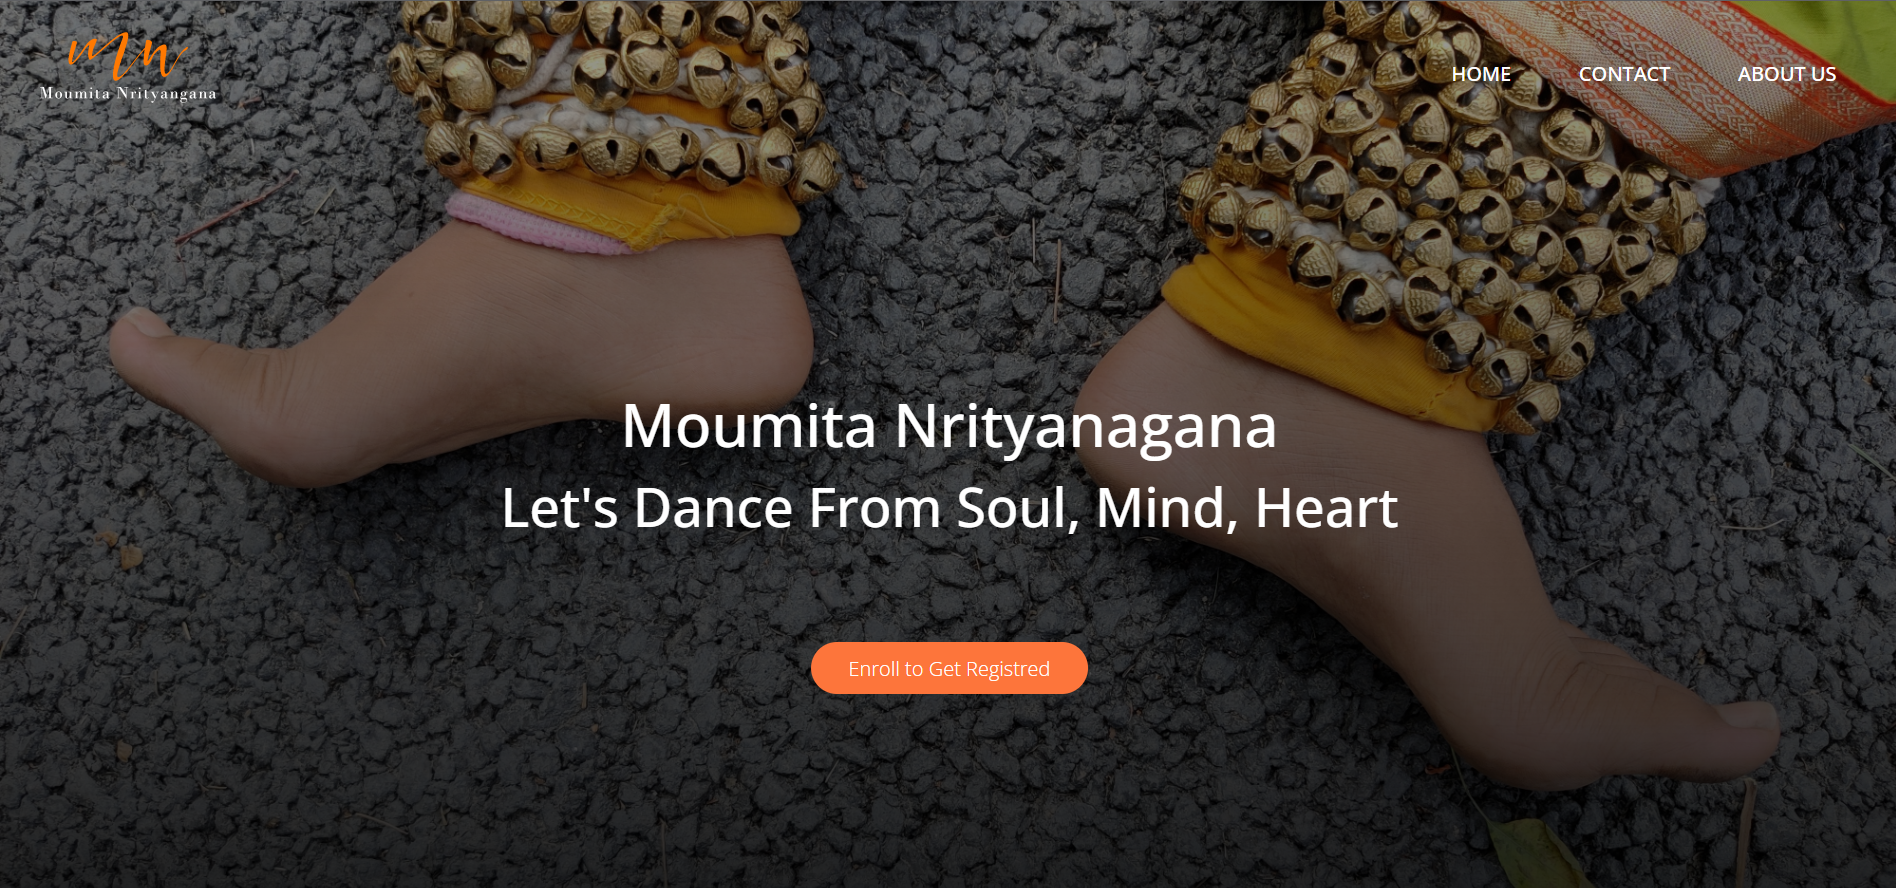 mn
Moumita Nrityangana
HOME CONTACT ABOUT US
Moumita Nrityanagana
Let's Dance From Soul, Mind, Heart
Enroll to Get Registred